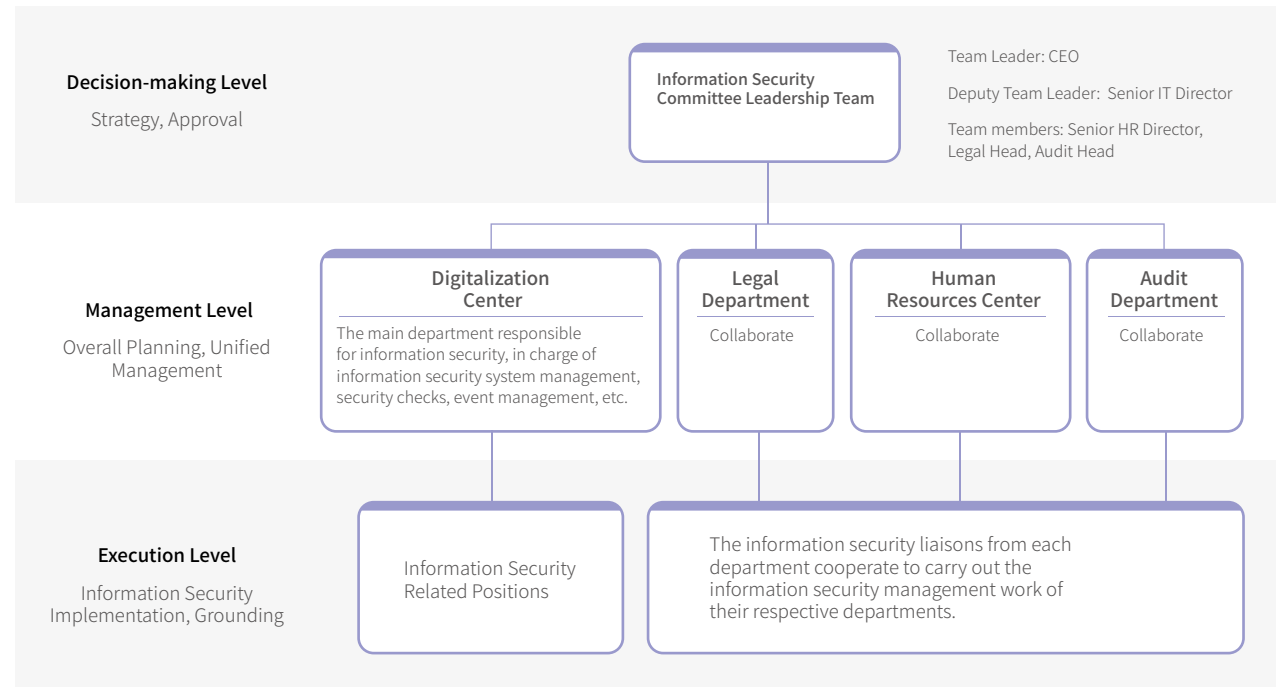 Decision-making Level
Strategy, Approval
Information Security
Committee Leadership Team
Team Leader: CEO
Deputy Team Leader: Senior IT Director
Team members: Senior HR Director,
Legal Head, Audit Head
Management Level
Overall Planning, Unified
Management
Digitalization
Center
The main department responsible
for information security, in charge of
information security system management,
security checks, event management, etc.
Legal
Department
Collaborate
Human
Resources Center
Collaborate
Audit
Department
Collaborate
Execution Level
Information Security
Implementation, Grounding
Information Security
Related Positions
The information security liaisons from each
department cooperate to carry out the
information security management work of
their respective departments.